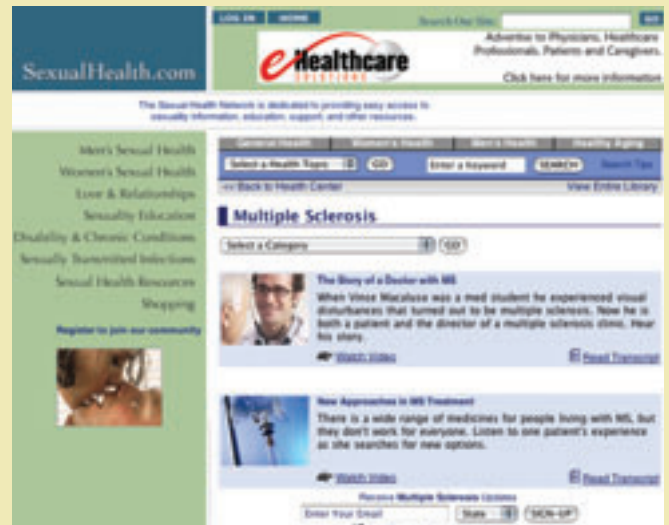 LOG IN
HOME
Search Our Site:
GO
SexualHealth.com
eHealthcare
SOLUTIONS
Advertise to Physicians, Healthcare
Professionals, Patients and Caregivers.
Click here for more information
The Sexual Health Network is dedicated to providing easy access to
sexuality information, education, support, and other resources.
Men's Sexual Health
Women's Sexual Health
Love & Relationships
Sexuality Education
Disability & Chronic Conditions
Sexually Transmitted Infections
Sexual Health Resources
Shopping
Register to join our community
General Health
Women's Health
Men's Health
Healthy Aging
Select a Health Topic
GO
Enter a Keyword
SEARCH
Search Tips
<< Back to Health Center
View Entire Library
Multiple Sclerosis
Select a Category
GO
The Story of a Doctor with MS
When Vince Macaluso was a med student he experienced visual
disturbances that turned out to be multiple sclerosis. Now he is
both a patient and the director of a multiple sclerosis clinic. Hear
his story.
Watch Video
Read Transcript
New Approaches in MS Treatment
There is a wide range of medicines for people living with MS, but
they don't work for everyone. Listen to one patient's experience
as she searches for new options.
Watch Video
Read Transcript
Receive Multiple Sclerosis Updates
Enter Your Email
State
SIGN-UP